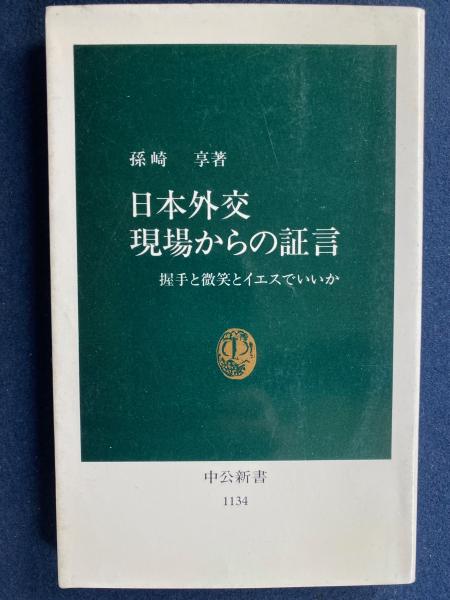 孫崎 享著
日本外交
現場からの証言
握手と微笑とイエスでいいか
中公新書
1134